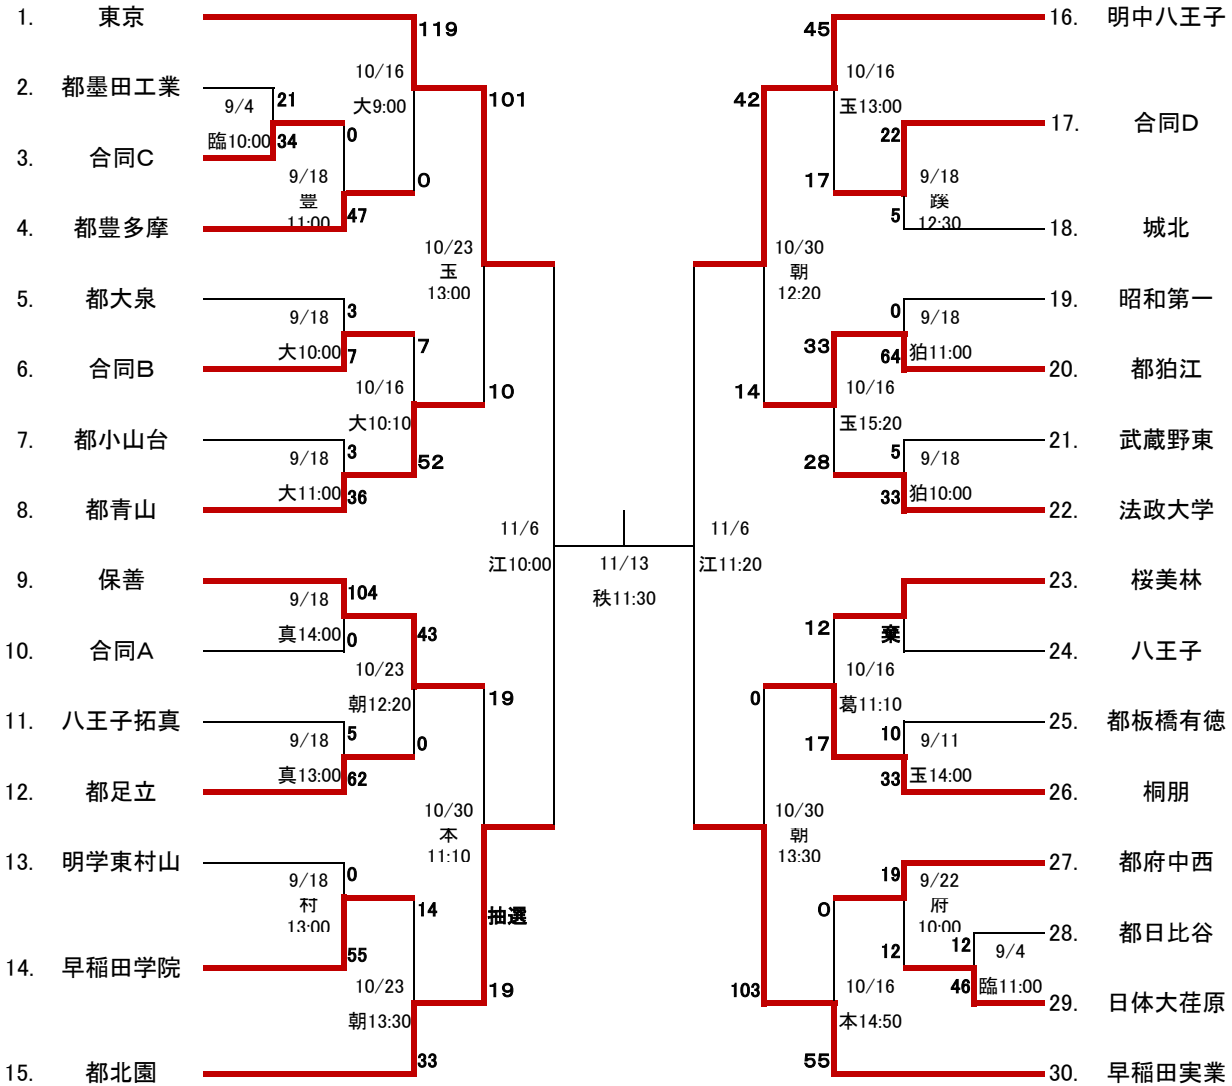 1. 東京
119
10/16
大9:00
2. 都墨田工業
9/4
21
臨10:00
34
3. 合同C
0
9/18
豊
11:00
47
4. 都豊多摩
0
101
10/23
玉
13:00
5. 都大泉
9/18
3
大10:00
7
6. 合同B
7
10/16
大10:10
10
7. 都小山台
9/18
3
大11:00
36
8. 都青山
52
11/6
江10:00
9. 保善
104
9/18
真14:00
0
10. 合同A
43
10/23
朝12:20
19
11. 八王子拓真
5
9/18
真13:00
62
12. 都足立
0
10/30
本
11:10
13. 明学東村山
0
9/18
村
13:00
55
14. 早稲田学院
14
抽選
10/23
朝13:30
19
33
15. 都北園
11/13
秩11:30
45
16. 明中八王子
10/16
玉13:00
42
17. 合同D
22
9/18
蹊
12:30
5
18. 城北
17
10/30
朝
12:20
19. 昭和第一
0
9/18
狛11:00
64
20. 都狛江
33
10/16
玉15:20
14
21. 武蔵野東
5
9/18
狛10:00
33
22. 法政大学
28
11/6
江11:20
23. 桜美林
棄
24. 八王子
12
10/16
葛11:10
0
25. 都板橋有徳
10
9/11
玉14:00
33
26. 桐朋
17
10/30
朝
13:30
27. 都府中西
19
9/22
府
10:00
28. 都日比谷
12
9/4
臨11:00
46
29. 日体大荏原
12
0
10/16
本14:50
103
55
30. 早稲田実業